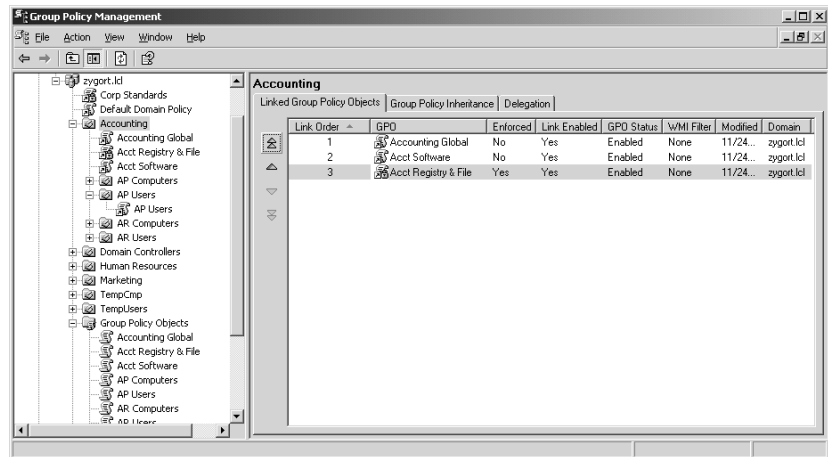 Group Policy Management
File Action View Window Help
zygort.lcl
Corp Standards
Default Domain Policy
Accounting
Accounting Global
Acct Registry & File
Acct Software
AP Computers
AP Users
AP Users
AR Computers
AR Users
Domain Controllers
Human Resources
Marketing
TempCmp
TempUsers
Group Policy Objects
Accounting Global
Acct Registry & File
Acct Software
AP Computers
AP Users
AR Computers
AR Users
Accounting
Linked Group Policy Objects Group Policy Inheritance Delegation
Link Order GPO Enforced Link Enabled GPO Status WMI Filter Modified Domain
1 Accounting Global No Yes Enabled None 11/24... zygort.lcl
2 Acct Software No Yes Enabled None 11/24... zygort.lcl
3 Acct Registry & File Yes Yes Enabled None 11/24... zygort.lcl